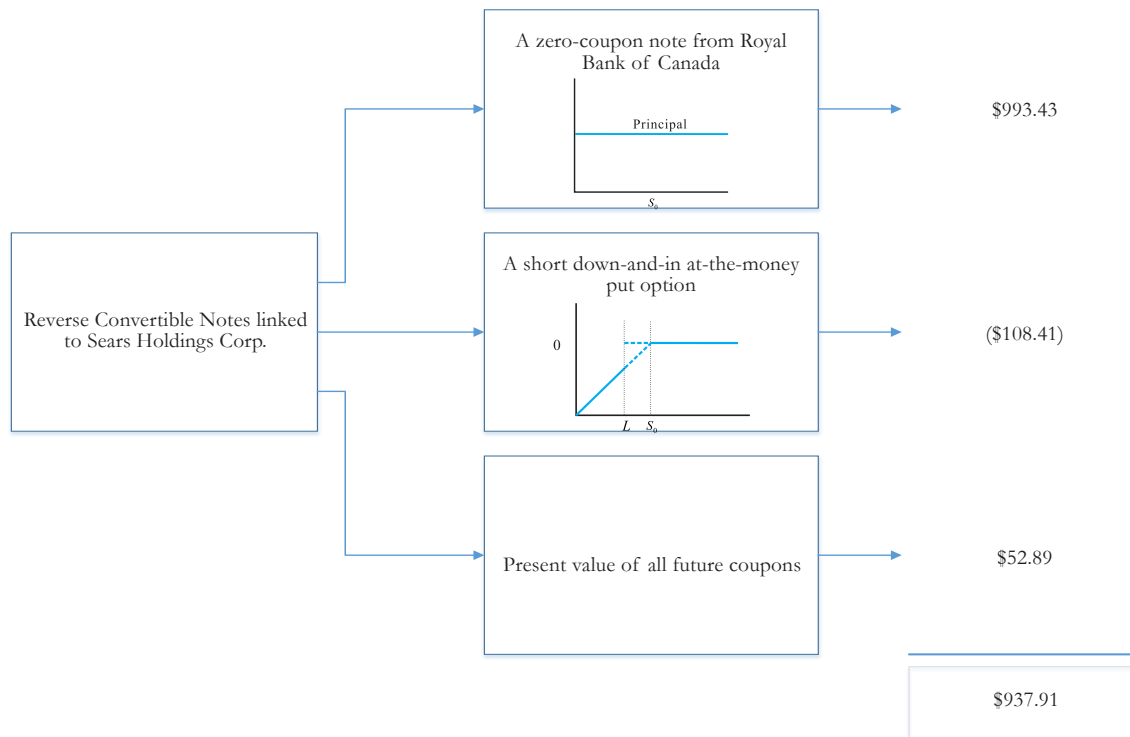 A zero-coupon note from Royal
Bank of Canada
Principal
S₀
$993.43
Reverse Convertible Notes linked
to Sears Holdings Corp.
A short down-and-in at-the-money
put option
0
L S₀
($108.41)
Present value of all future coupons
$52.89
$937.91